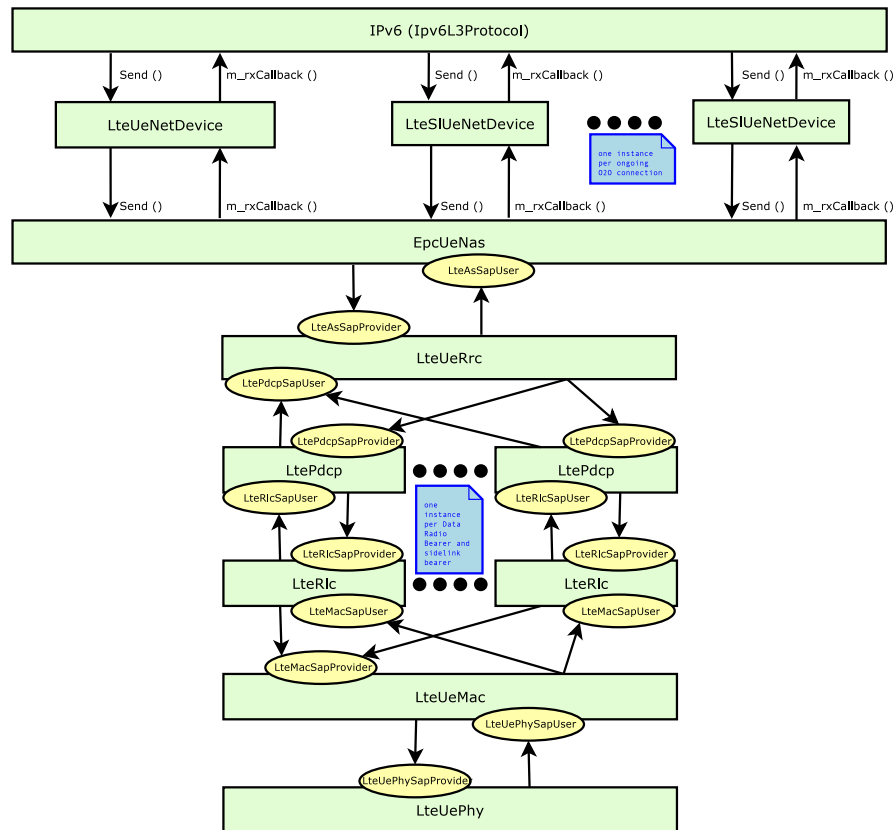 IPv6 (Ipv6L3Protocol)
Send ()
m_rxCallback ()
Send ()
m_rxCallback ()
Send ()
m_rxCallback ()
LteUeNetDevice
LteSlUeNetDevice
LteSlUeNetDevice
one instance
per ongoing
O2O connection
Send ()
m_rxCallback ()
Send ()
m_rxCallback ()
Send ()
m_rxCallback ()
EpcUeNas
LteAsSapUser
LteAsSapProvider
LteUeRrc
LtePdcpSapUser
LtePdcpSapProvider
LtePdcpSapProvider
LtePdcp
LtePdcp
LteRlcSapUser
LteRlcSapUser
one
instance
per Data
Radio
Bearer and
sidelink
bearer
LteRlcSapProvider
LteRlcSapProvider
LteRlc
LteRlc
LteMacSapUser
LteMacSapUser
LteMacSapProvider
LteUeMac
LteUePhySapUser
LteUePhySapProvider
LteUePhy